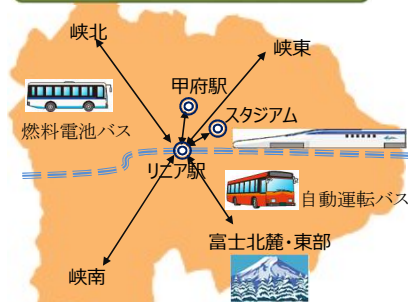 峡北
峡東
甲府駅
スタジアム
燃料電池バス
リニア駅
自動運転バス
富士北麓・東部
峡南